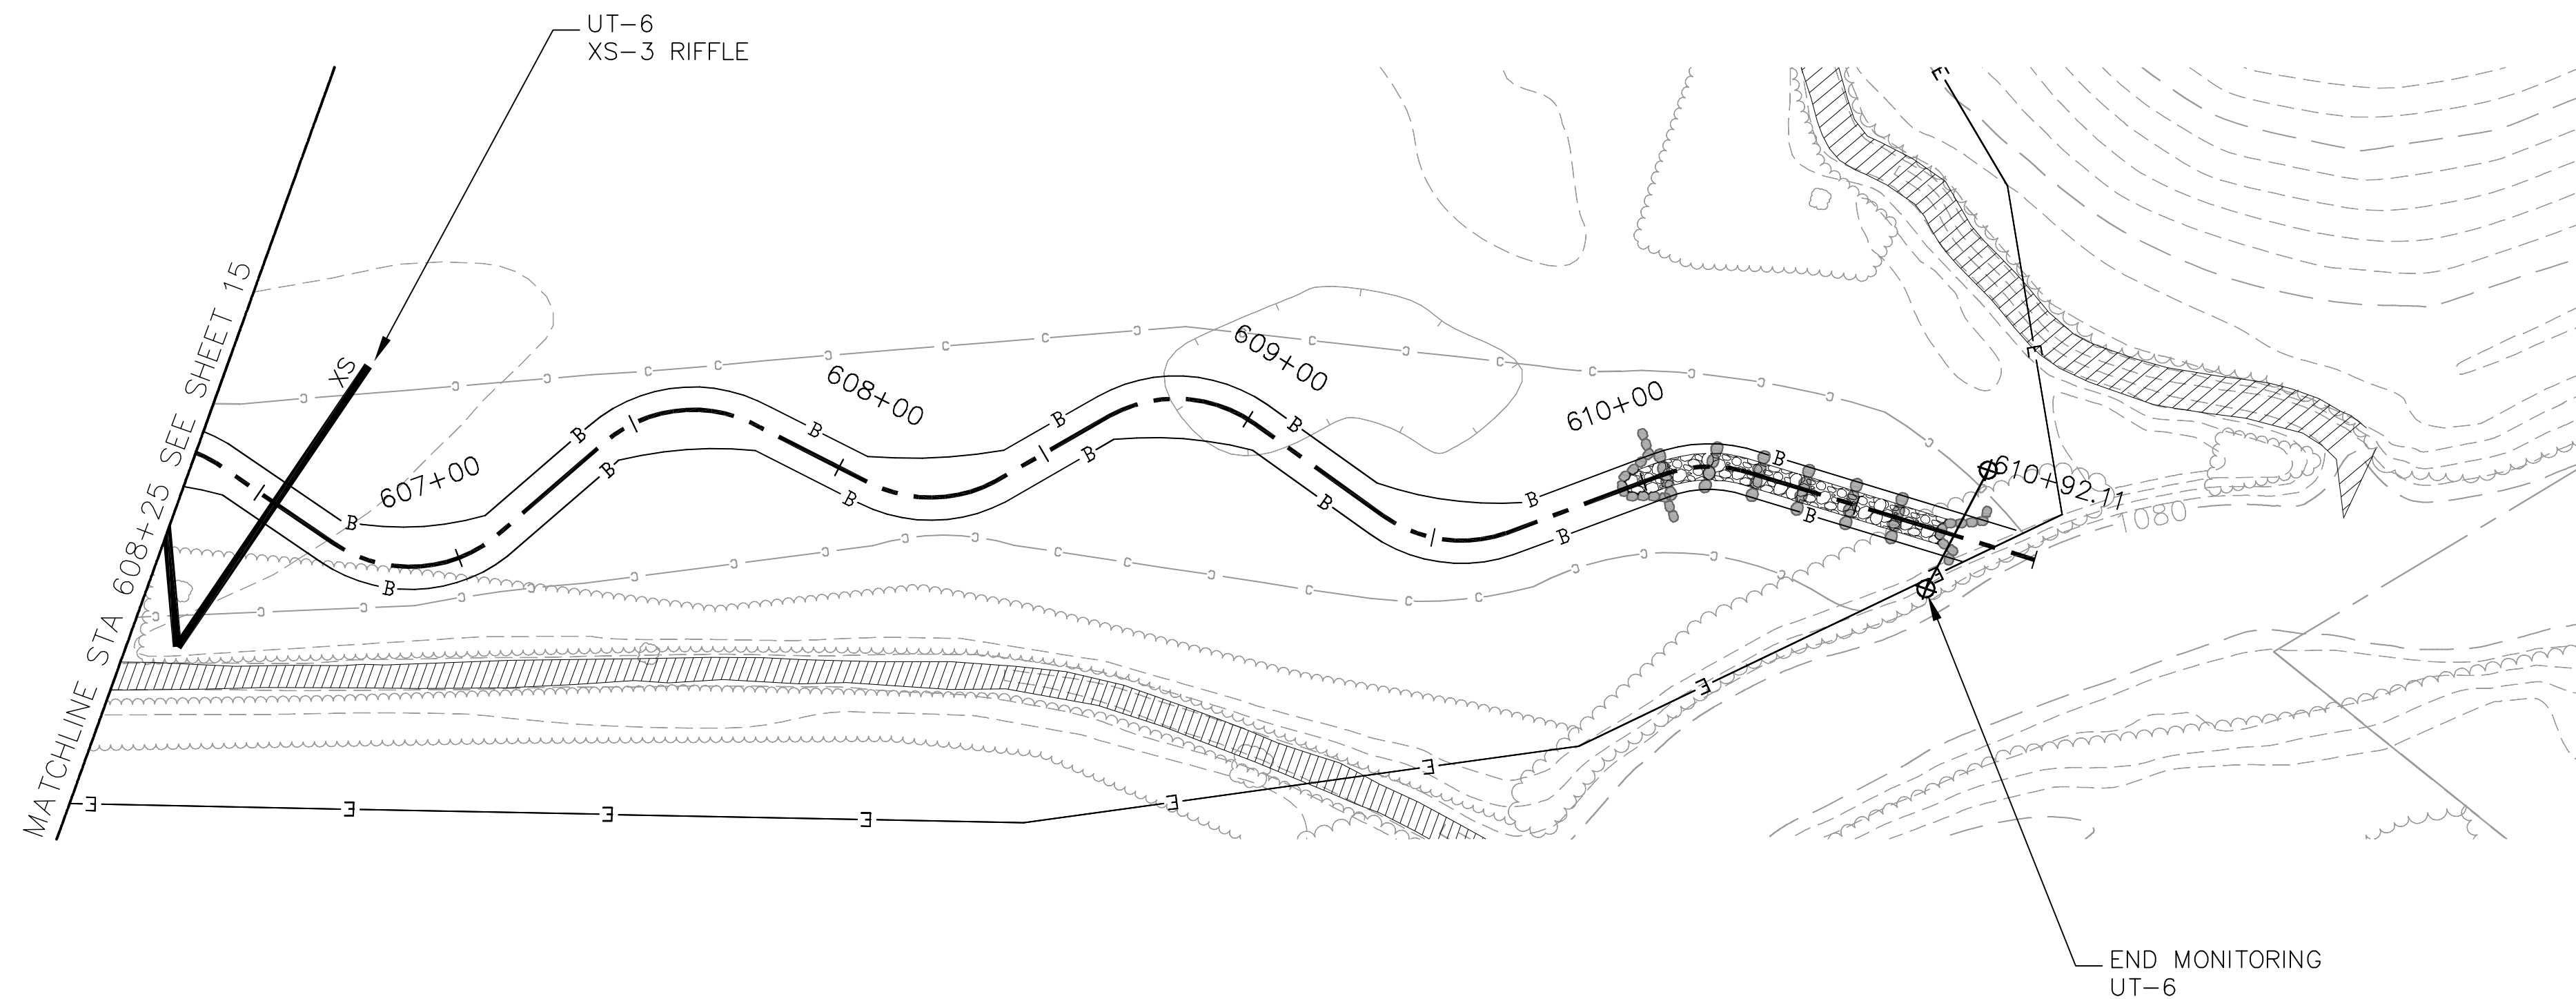 UT-6
XS-3 RIFFLE
MATCHLINE STA 608+25 SEE SHEET 15
XS
607+00
608+00
609+00
610+00
610+92.11
1080
END MONITORING
UT-6
C C C C C C C C C C C C C C C C C
B B B B B B B B B B B B B B B B
C C C C C C C C C C C C C C C C C
E E E E E E E E E E